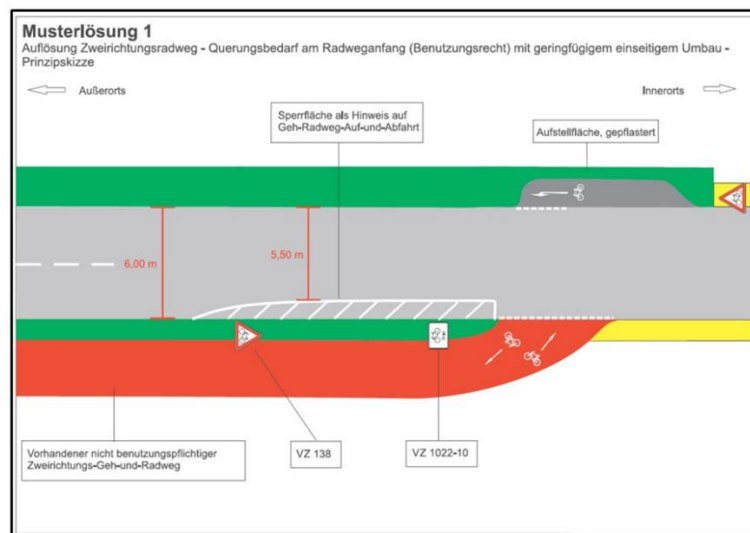 Musterlösung 1
Auflösung Zweirichtungsradweg - Querungsbedarf am Radweganfang (Benutzungsrecht) mit geringfügigem einseitigem Umbau -
Prinzipskizze
Außerorts
Innerorts
Sperrfläche als Hinweis auf
Geh-Radweg-Auf-und-Abfahrt
Aufstellfläche, gepflastert
6,00 m
5,50 m
Vorhandener nicht benutzungspflichtiger
Zweirichtungs-Geh-und-Radweg
VZ 138
VZ 1022-10